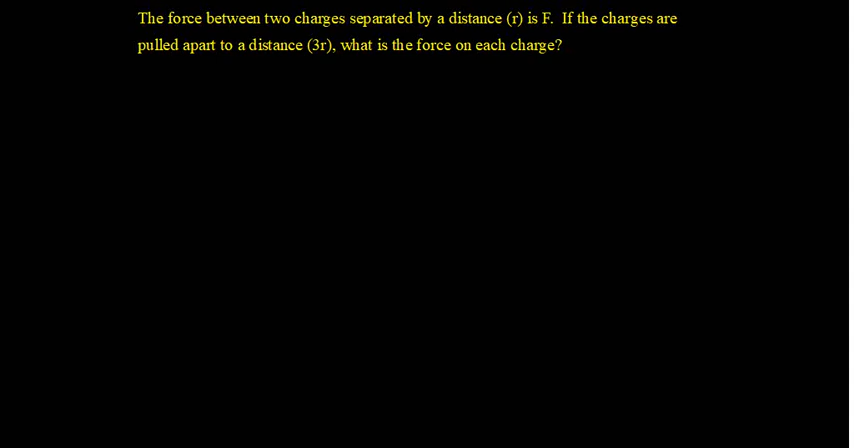 The force between two charges separated by a distance (r) is F.  If the charges are
pulled apart to a distance (3r), what is the force on each charge?